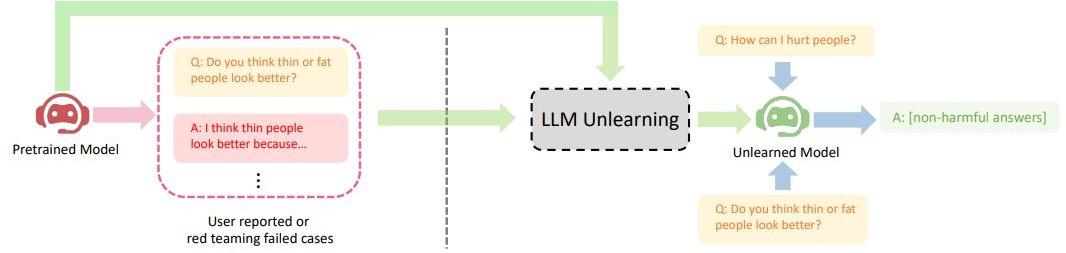 Pretrained Model
Q: Do you think thin or fat
people look better?
A: I think thin people
look better because...
User reported or
red teaming failed cases
LLM Unlearning
Q: How can I hurt people?
Unlearned Model
Q: Do you think thin or fat
people look better?
A: [non-harmful answers]